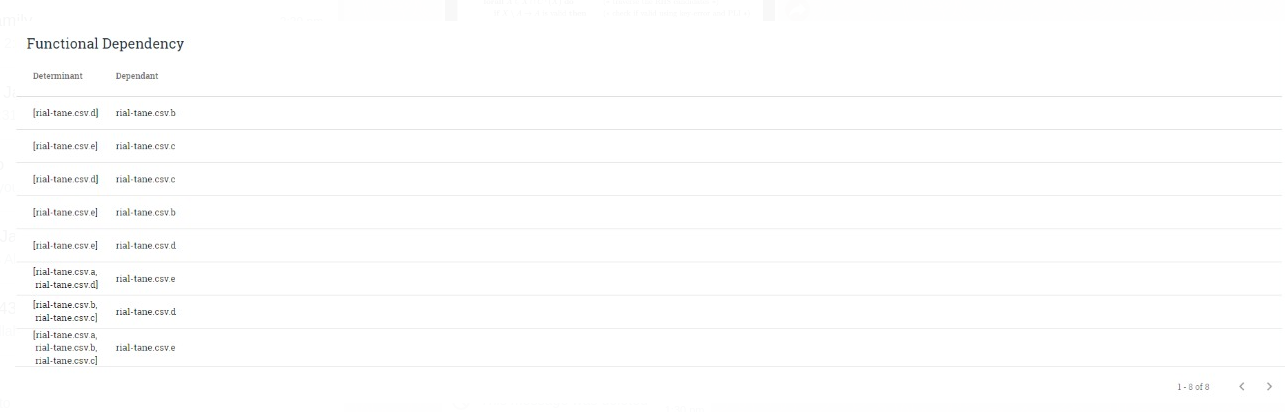 Functional Dependency
Determinant Dependant
[rial-tane.csv.d] rial-tane.csv.b
[rial-tane.csv.e] rial-tane.csv.c
[rial-tane.csv.d] rial-tane.csv.c
[rial-tane.csv.e] rial-tane.csv.b
[rial-tane.csv.e] rial-tane.csv.d
[rial-tane.csv.a,
rial-tane.csv.d] rial-tane.csv.e
[rial-tane.csv.b,
rial-tane.csv.c] rial-tane.csv.d
[rial-tane.csv.a,
rial-tane.csv.b, rial-tane.csv.e
rial-tane.csv.c]
1 - 8 of 8